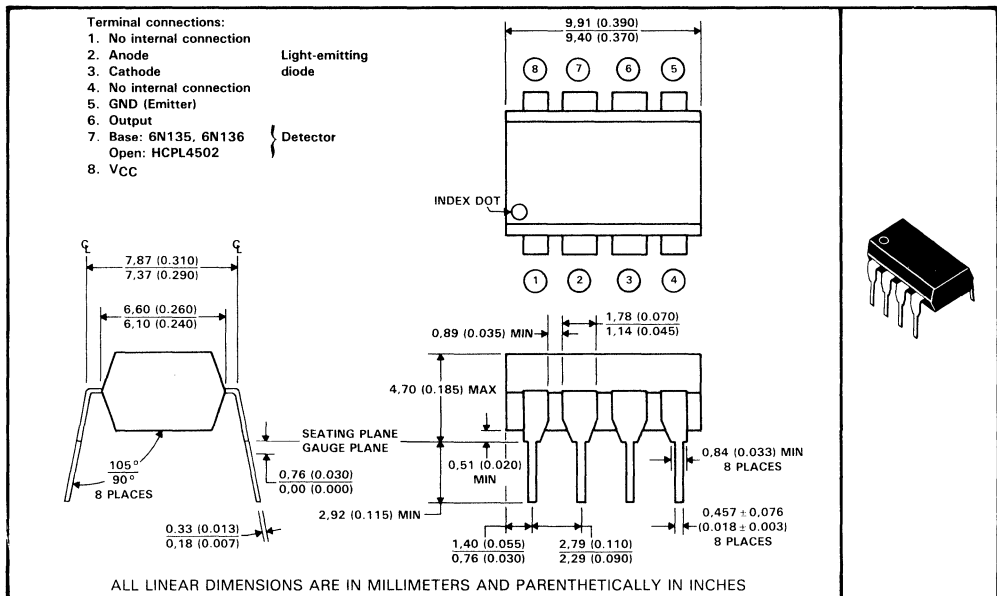 Terminal connections:
1. No internal connection
2. Anode Light-emitting
3. Cathode diode
4. No internal connection
5. GND (Emitter)
6. Output
7. Base: 6N135, 6N136 } Detector
Open: HCPL4502
8. VCC
9,91 (0.390)
9,40 (0.370)
8 7 6 5
INDEX DOT
1 2 3 4
℄ ℄
7,87 (0.310)
7,37 (0.290)
6,60 (0.260)
6,10 (0.240)
105°
90°
8 PLACES
0.33 (0.013)
0,18 (0.007)
SEATING PLANE
GAUGE PLANE
0,76 (0.030)
0,00 (0.000)
0,89 (0.035) MIN
1,78 (0.070)
1,14 (0.045)
4,70 (0.185) MAX
0,51 (0.020)
MIN
2,92 (0.115) MIN
0,84 (0.033) MIN
8 PLACES
0,457 ± 0,076
(0.018 ± 0.003)
8 PLACES
1,40 (0.055)
0,76 (0.030)
2,79 (0.110)
2,29 (0.090)
ALL LINEAR DIMENSIONS ARE IN MILLIMETERS AND PARENTHETICALLY IN INCHES